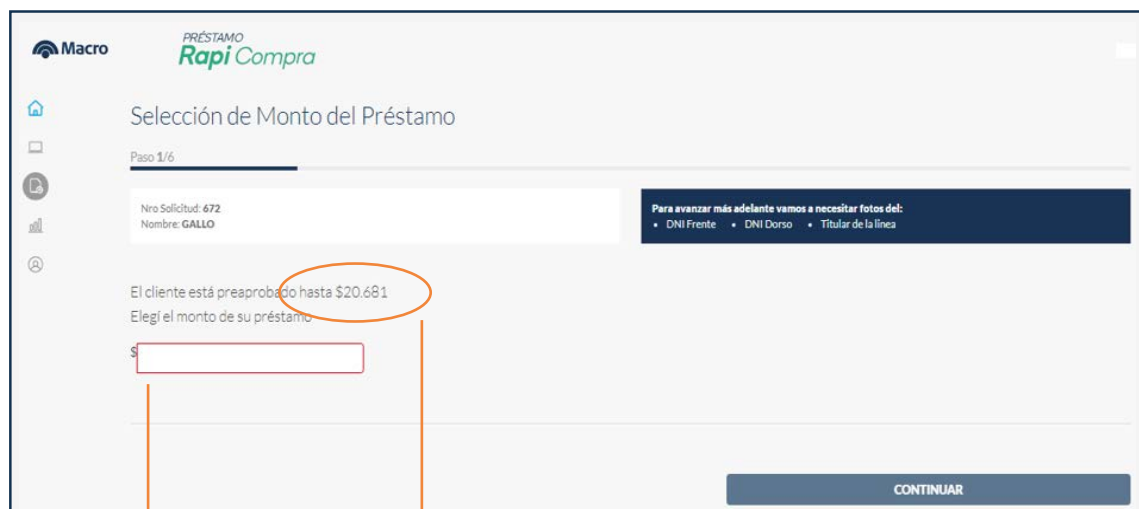 Macro
PRÉSTAMO
Rapi Compra
Selección de Monto del Préstamo
Paso 1/6
Nro Solicitud: 672
Nombre: GALLO
Para avanzar más adelante vamos a necesitar fotos del:
• DNI Frente • DNI Dorso • Titular de la línea
El cliente está preaprobado hasta $20.681
Elegí el monto de su préstamo
$
CONTINUAR